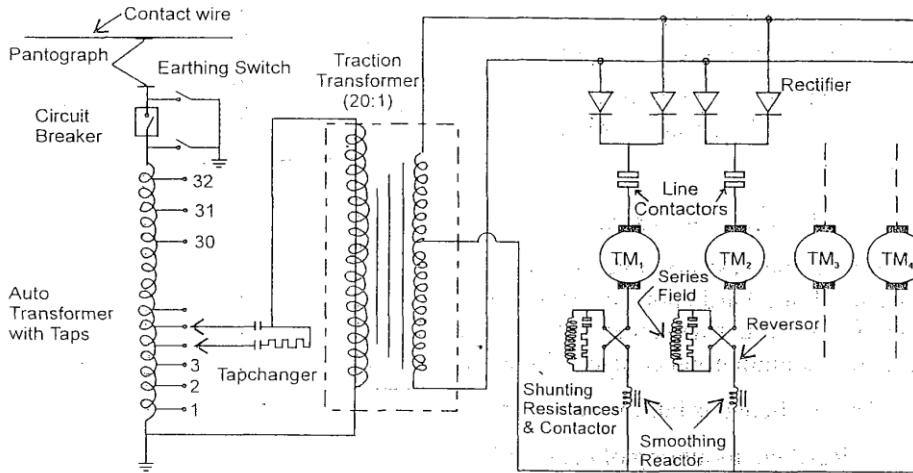 Contact wire
Pantograph
Earthing Switch
Circuit
Breaker
Traction
Transformer
(20:1)
Rectifier
32
31
30
Line
Contactors
TM1
TM2
TM3
TM4
Auto
Transformer
with Taps
Series
Field
Reversor
Tapchanger
3
2
1
Shunting
Resistances
& Contactor
Smoothing
Reactor